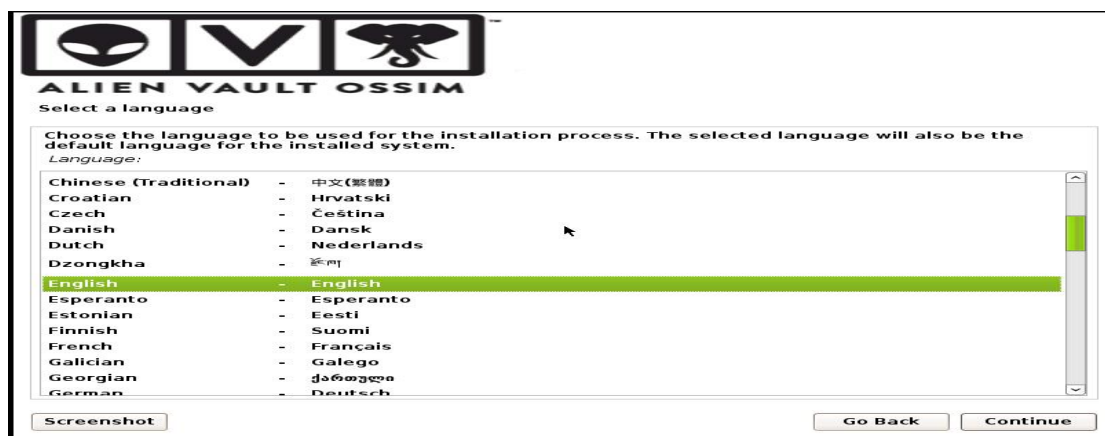 ™
ALIEN VAULT OSSIM
Select a language
Choose the language to be used for the installation process. The selected language will also be the
default language for the installed system.
Language:
Chinese (Traditional) - 中文(繁體)
Croatian - Hrvatski
Czech - Čeština
Danish - Dansk
Dutch - Nederlands
Dzongkha - རྫོང་ཁ།
English - English
Esperanto - Esperanto
Estonian - Eesti
Finnish - Suomi
French - Français
Galician - Galego
Georgian - ქართული
German - Deutsch
Screenshot Go Back Continue